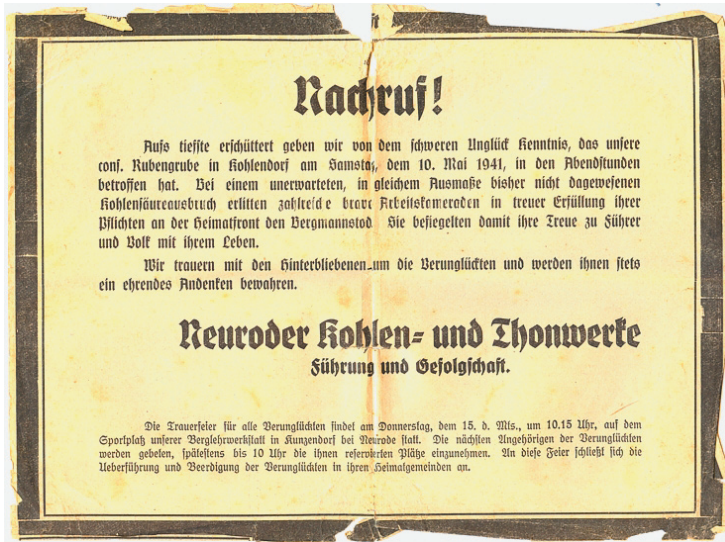 Nachruf!
Aufs tiefste erschüttert geben wir von dem schweren Unglück Kenntnis, das unsere
cons. Rubengrube in Kohlendorf am Samstag, dem 10. Mai 1941, in den Abendstunden
betroffen hat. Bei einem unerwarteten, in gleichem Ausmaße bisher nicht dagewesenen
Kohlensäureausbruch erlitten zahlreiche brave Arbeitskameraden in treuer Erfüllung ihrer
Pflichten an der Heimatfront den Bergmannstod. Sie besiegelten damit ihre Treue zu Führer
und Volk mit ihrem Leben.
Wir trauern mit den Hinterbliebenen um die Verunglückten und werden ihnen stets
ein ehrendes Andenken bewahren.
Neuroder Kohlen= und Thonwerke
Führung und Gefolgschaft.
Die Trauerfeier für alle Verunglückten findet am Donnerstag, dem 15. d. Mts., um 10.15 Uhr, auf dem
Sportplatz unserer Berglehrwerkstatt in Kunzendorf bei Neurode statt. Die nächsten Angehörigen der Verunglückten
werden gebeten, spätestens bis 10 Uhr die ihnen reservierten Plätze einzunehmen. An diese Feier schließt sich die
Ueberführung und Beerdigung der Verunglückten in ihren Heimatgemeinden an.